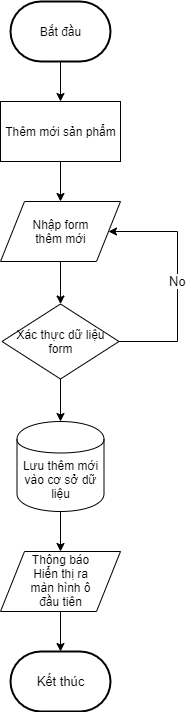 Bắt đầu
Thêm mới sản phẩm
Nhập form
thêm mới
No
Xác thực dữ liệu
form
Lưu thêm mới
vào cơ sở dữ
liệu
Thông báo
Hiển thị ra
màn hình ô
đầu tiên
Kết thúc